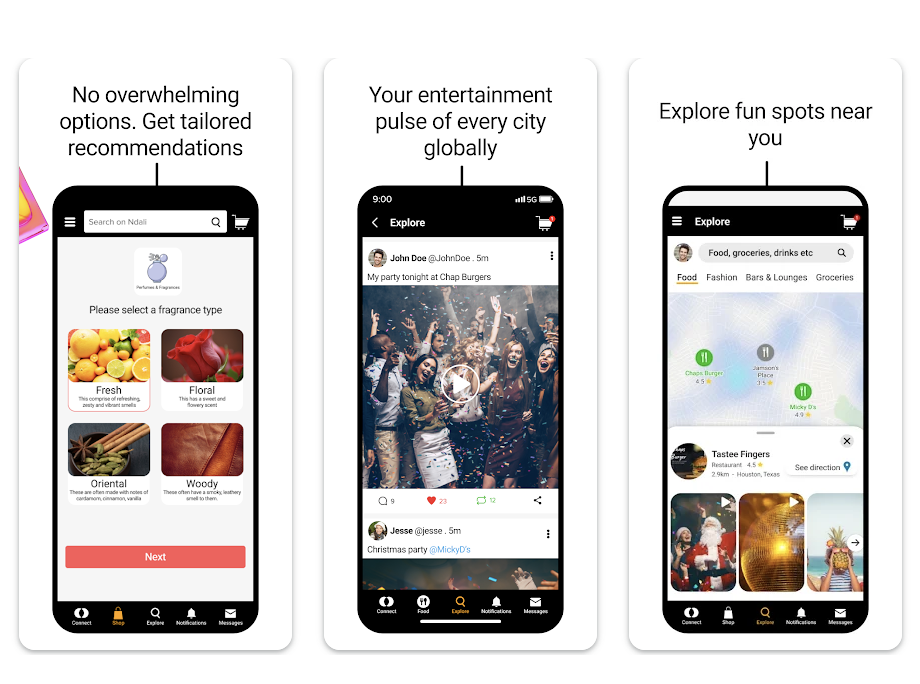 No overwhelming
options. Get tailored
recommendations
Search on Ndali
Perfumes & Fragrances
Please select a fragrance type
Fresh
This comprise of refreshing,
zesty and vibrant smells
Floral
This has a sweet and
flowery scent
Oriental
These are often made with notes of
cardamom, cinnamon, vanilla
Woody
These often have a smoky, leathery
smell to them.
Next
Connect
Shop
Explore
Notifications
Messages
Your entertainment
pulse of every city
globally
9:00
5G
Explore
John Doe @JohnDoe . 5m
My party tonight at Chap Burgers
9
23
12
Jesse @jesse . 5m
Christmas party @MickyD's
Connect
Food
Explore
Notifications
Messages
Explore fun spots near
you
Explore
Food, groceries, drinks etc
Food
Fashion
Bars & Lounges
Groceries
Chaps Burger
4.5
Jamson's
Place
3.5
Micky D's
4.9
Tastee Fingers
Restaurant . 4.5
2.9km - Houston, Texas
See direction
Connect
Shop
Explore
Notifications
Messages